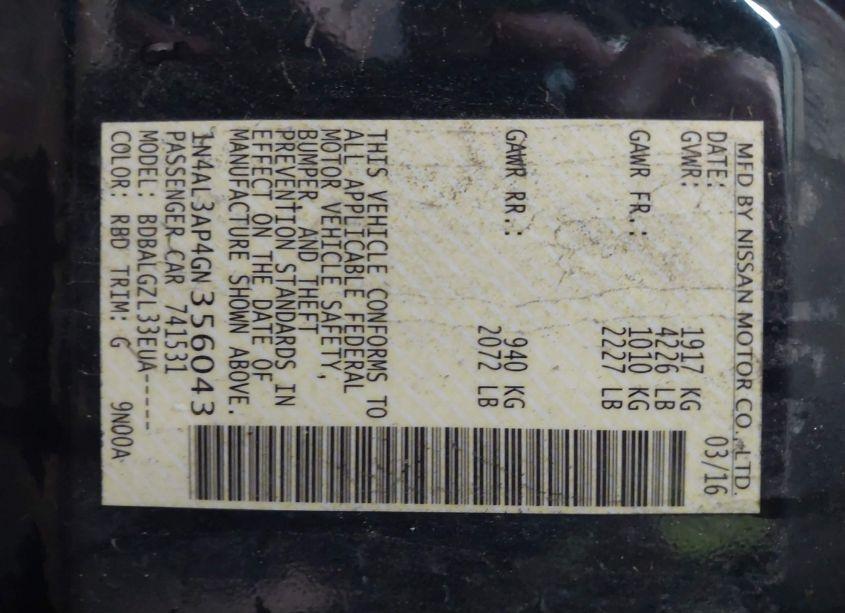 MFD BY NISSAN MOTOR CO., LTD.
DATE: 03/16
GVWR: 1917 KG
4226 LB
GAWR FR.: 1010 KG
2227 LB
GAWR RR.: 940 KG
2072 LB
THIS VEHICLE CONFORMS TO
ALL APPLICABLE FEDERAL
MOTOR VEHICLE SAFETY,
BUMPER, AND THEFT
PREVENTION STANDARDS IN
EFFECT ON THE DATE OF
MANUFACTURE SHOWN ABOVE.
1N4AL3AP4GN356043
PASSENGER CAR 741531
MODEL: BDBALGZL33EUA-----
COLOR: RBD TRIM: G 9N00A